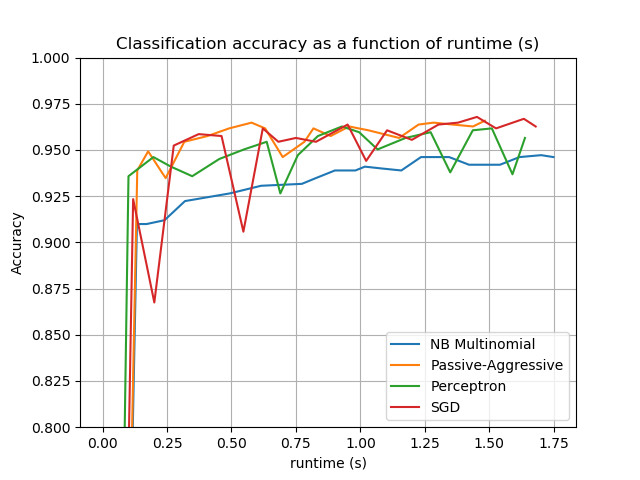 Classification accuracy as a function of runtime (s)
1.000
0.975
0.950
0.925
0.900
0.875
0.850
0.825
0.800
Accuracy
0.00 0.25 0.50 0.75 1.00 1.25 1.50 1.75
runtime (s)
NB Multinomial
Passive-Aggressive
Perceptron
SGD